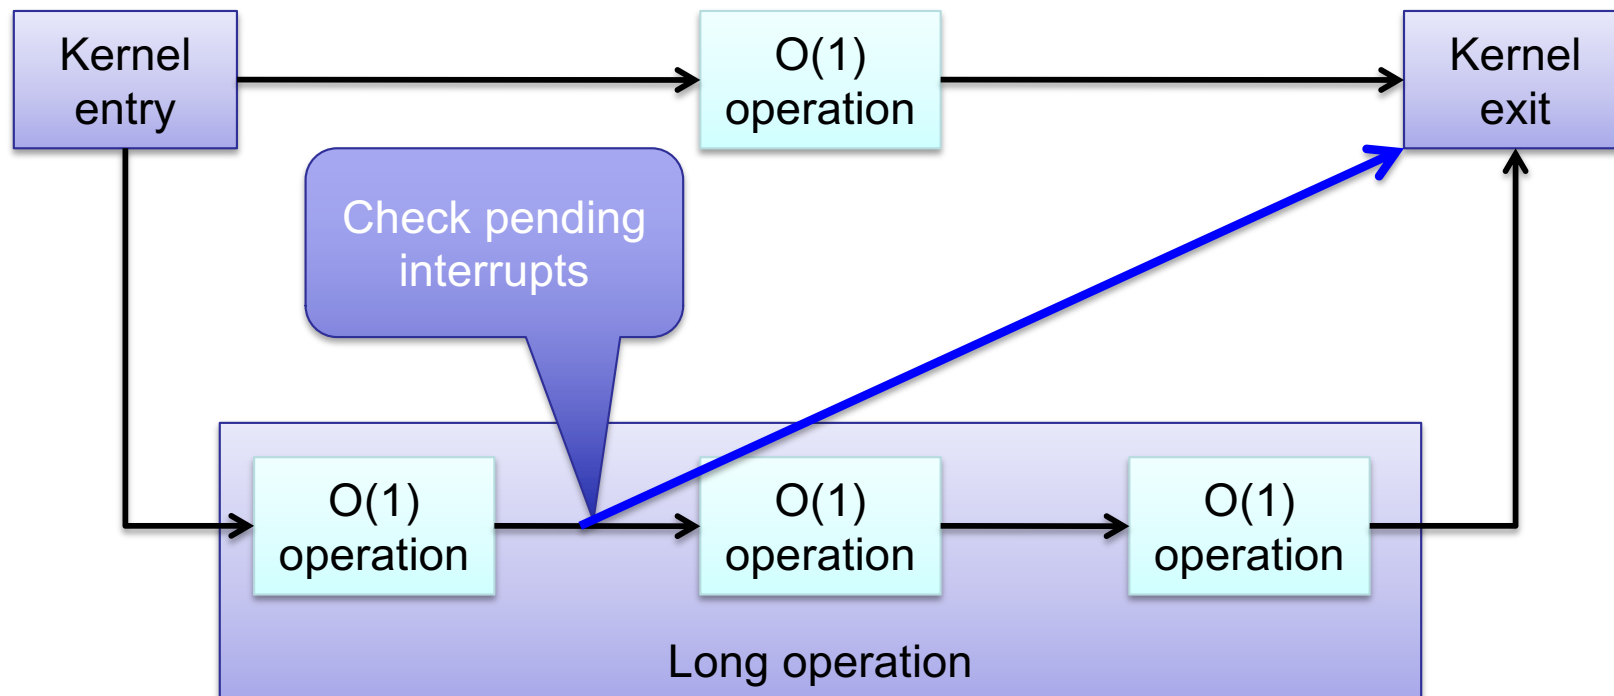 Kernel
entry
O(1)
operation
Kernel
exit
Check pending
interrupts
O(1)
operation
O(1)
operation
O(1)
operation
Long operation